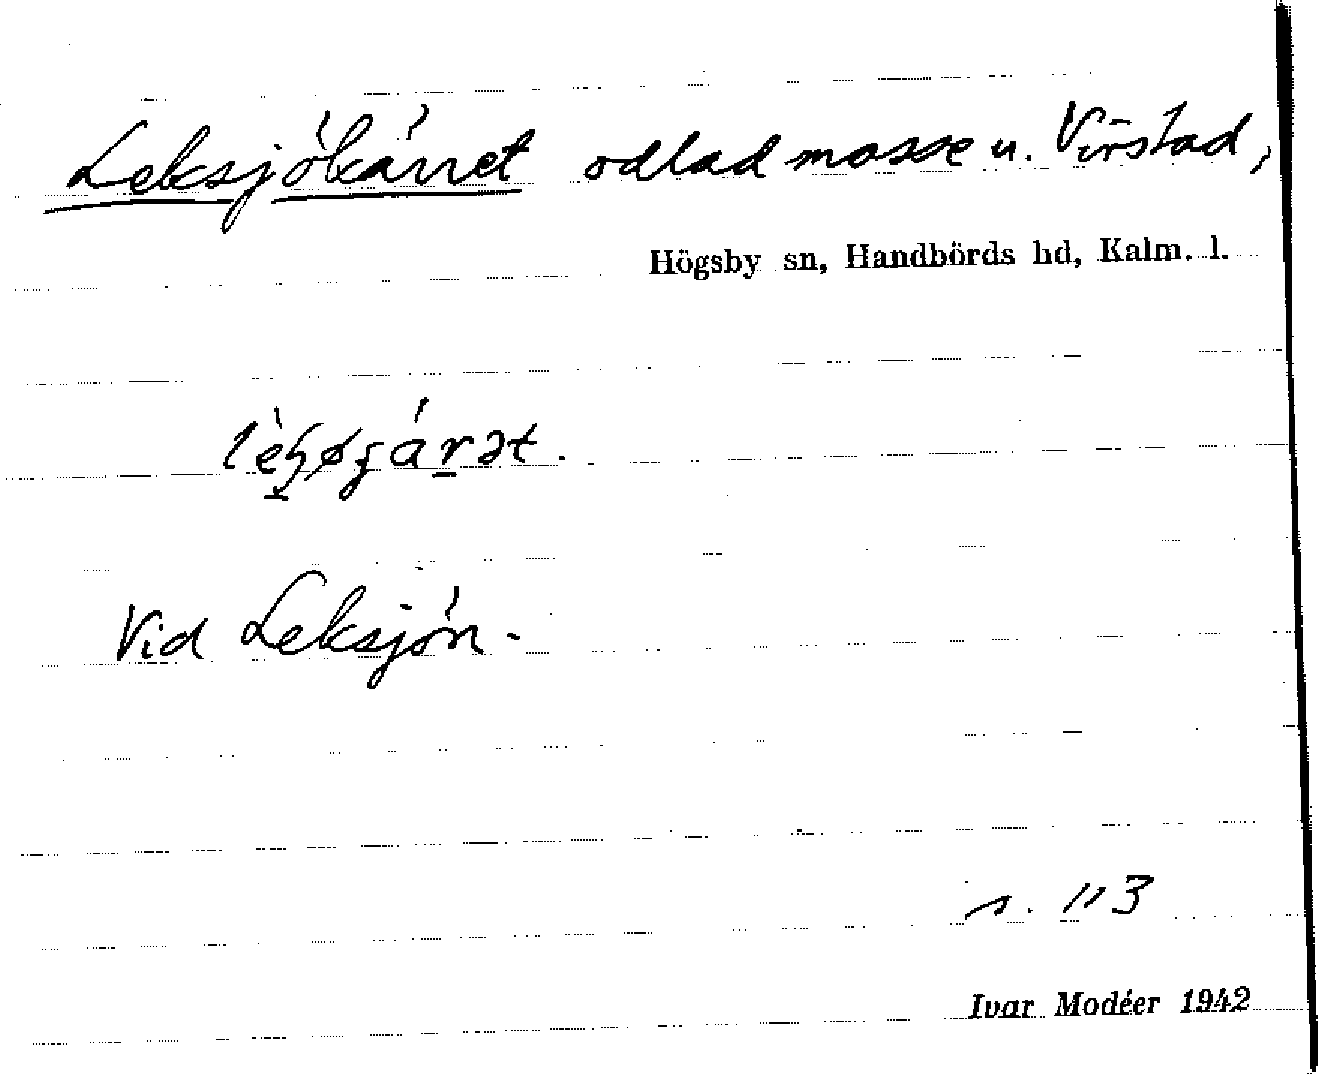 Leksjökärret odlad mosse u. Virstad,
Högsby sn, Handbörds hd, Kalm. l.
Vid Leksjön.
s. 113
Ivar Modéer 1942